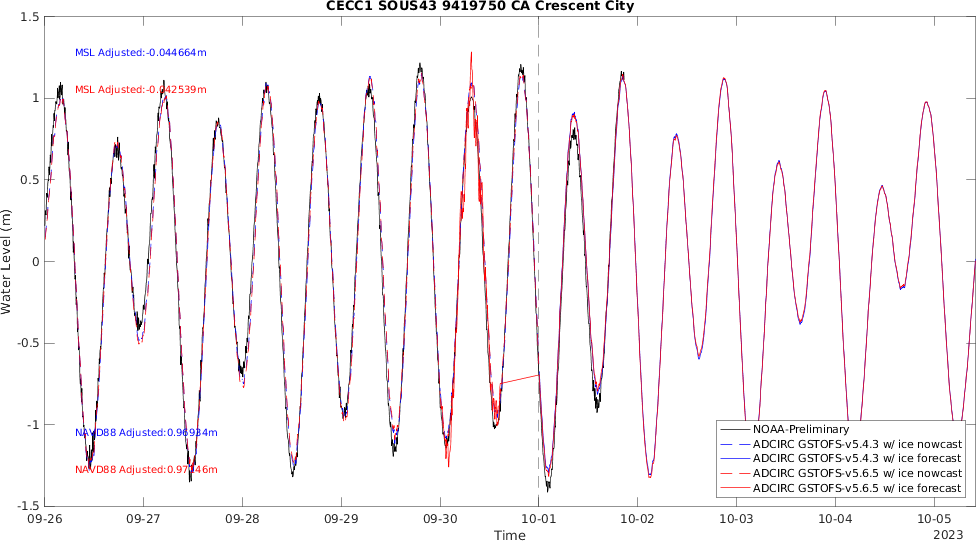 CECC1 SOUS43 9419750 CA Crescent City
1.5
MSL Adjusted:-0.044664m
MSL Adjusted:-0.042539m
1
0.5
Water Level (m)
0
-0.5
-1
NAVD88 Adjusted:0.96934m
NAVD88 Adjusted:0.97146m
-1.5
NOAA-Preliminary
ADCIRC GSTOFS-v5.4.3 w/ ice nowcast
ADCIRC GSTOFS-v5.4.3 w/ ice forecast
ADCIRC GSTOFS-v5.6.5 w/ ice nowcast
ADCIRC GSTOFS-v5.6.5 w/ ice forecast
09-26 09-27 09-28 09-29 09-30 10-01 10-02 10-03 10-04 10-05
Time
2023